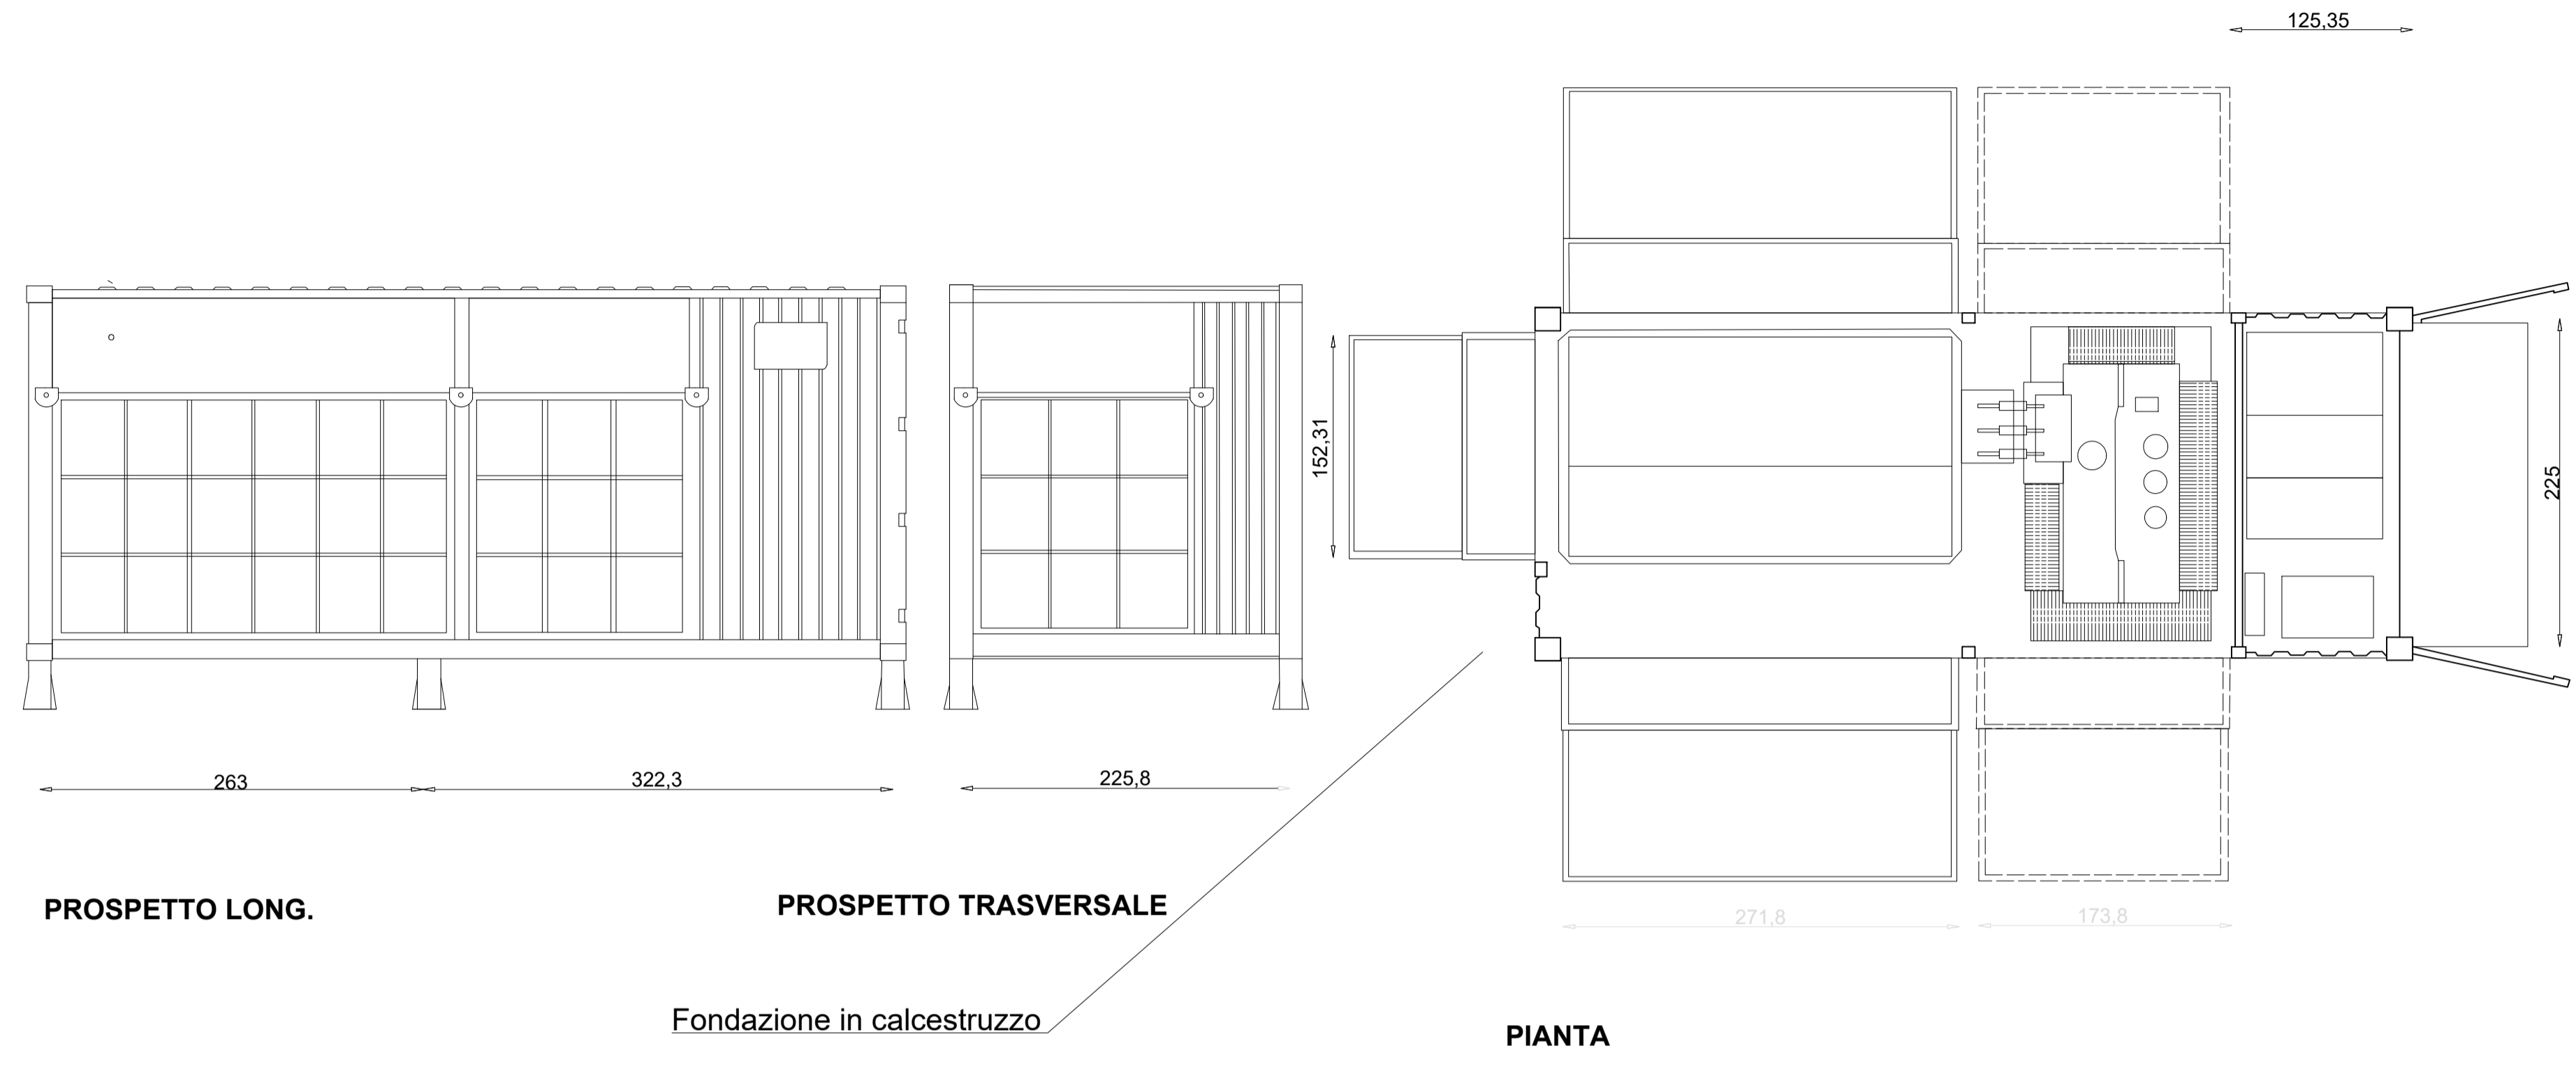 125,35
152,31
225
263
322,3
225,8
PROSPETTO LONG.
PROSPETTO TRASVERSALE
271,8
173,8
Fondazione in calcestruzzo
PIANTA